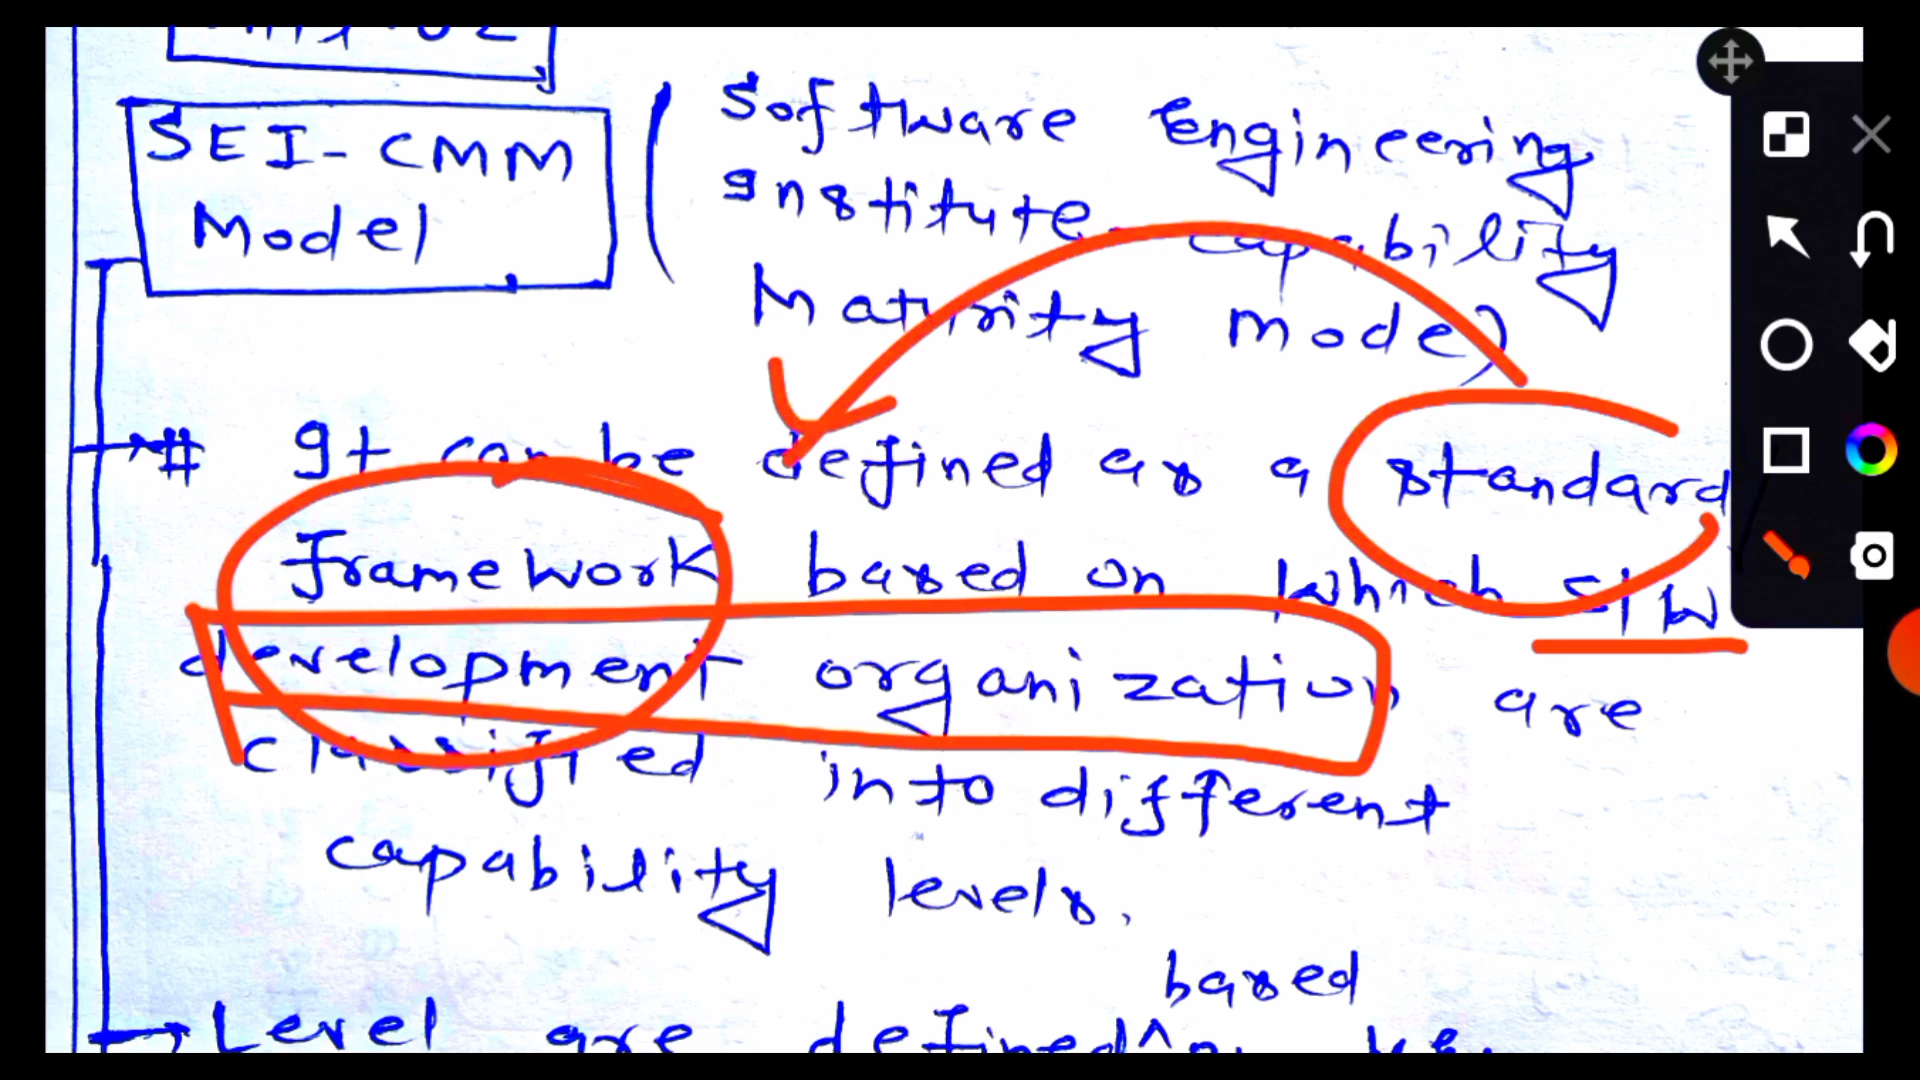 SEI-CMM
Model
(Software Engineering
Institute capability
Maturity model)
# It can be defined as a standard
framework based on which S/W
development organization are
classified into different
capability levels.
based
→ Level are defined^